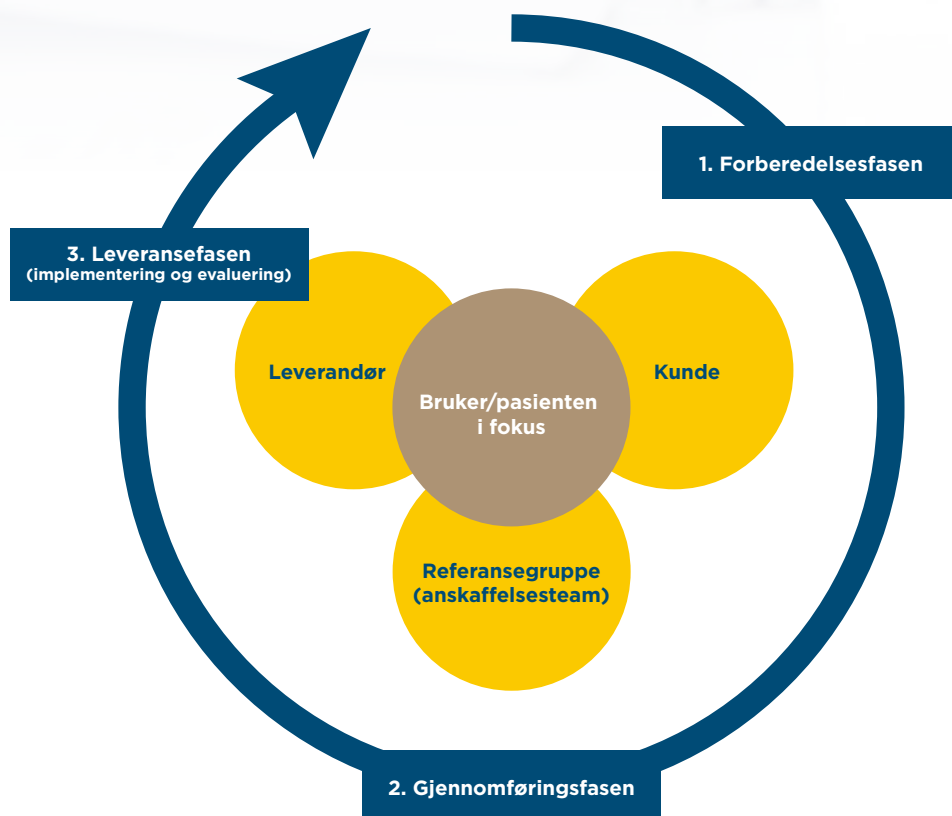 1. Forberedelsesfasen
3. Leveransefasen
(implementering og evaluering)
Leverandør
Bruker/pasienten
i fokus
Kunde
Referansegruppe
(anskaffelsesteam)
2. Gjennomføringsfasen